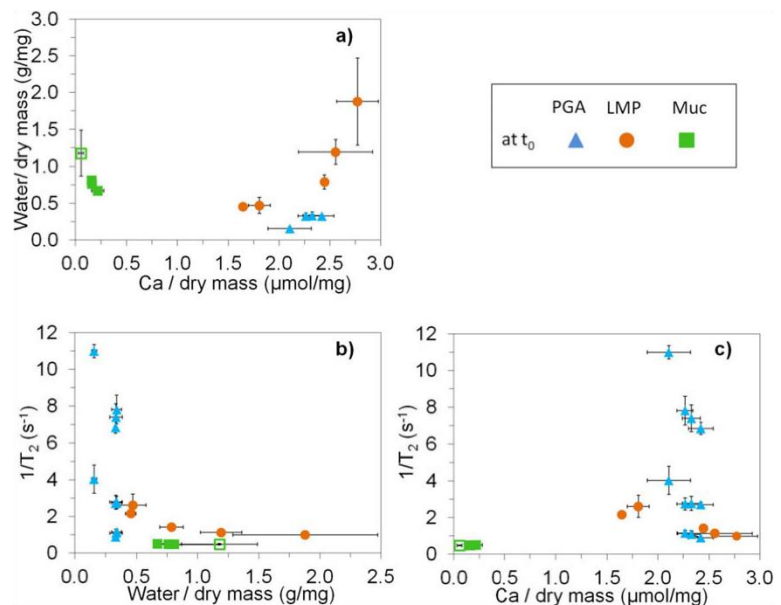 a)
Water/ dry mass (g/mg)
3.0
2.5
2.0
1.5
1.0
0.5
0.0
0.0 0.5 1.0 1.5 2.0 2.5 3.0
Ca / dry mass (µmol/mg)
PGA LMP Muc
at t0
b)
1/T2 (s-1)
12
10
8
6
4
2
0
0.0 0.5 1.0 1.5 2.0 2.5
Water/ dry mass (g/mg)
c)
1/T2 (s-1)
12
10
8
6
4
2
0
0.0 0.5 1.0 1.5 2.0 2.5 3.0
Ca / dry mass (µmol/mg)